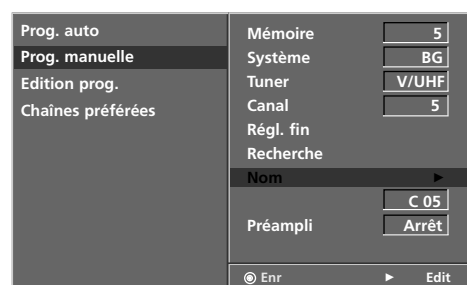 Prog. auto
Prog. manuelle
Edition prog.
Chaînes préférées
Mémoire 5
Système BG
Tuner V/UHF
Canal 5
Régl. fin
Recherche
Nom ►
C 05
Préampli Arrêt
◉ Enr ► Edit